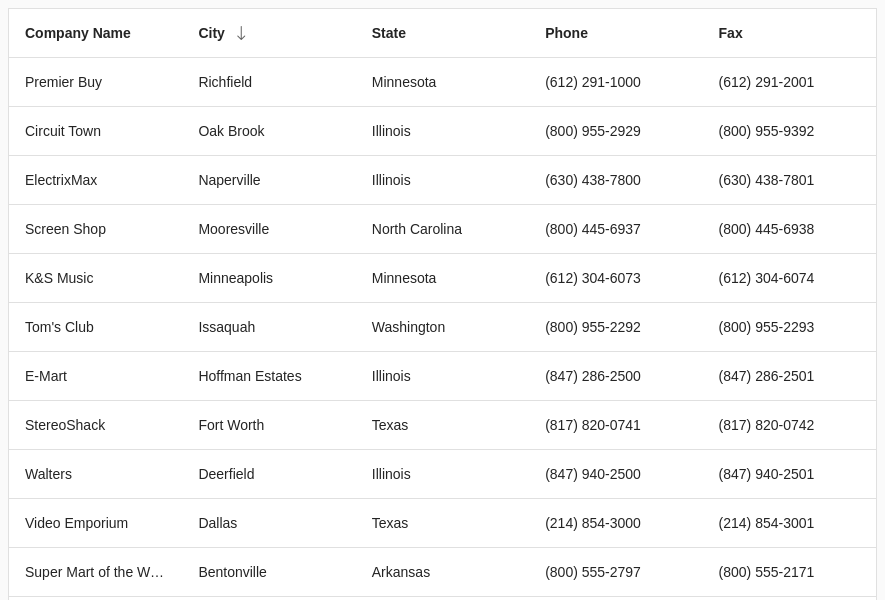 Company Name City State Phone Fax
Premier Buy Richfield Minnesota (612) 291-1000 (612) 291-2001
Circuit Town Oak Brook Illinois (800) 955-2929 (800) 955-9392
ElectrixMax Naperville Illinois (630) 438-7800 (630) 438-7801
Screen Shop Mooresville North Carolina (800) 445-6937 (800) 445-6938
K&S Music Minneapolis Minnesota (612) 304-6073 (612) 304-6074
Tom's Club Issaquah Washington (800) 955-2292 (800) 955-2293
E-Mart Hoffman Estates Illinois (847) 286-2500 (847) 286-2501
StereoShack Fort Worth Texas (817) 820-0741 (817) 820-0742
Walters Deerfield Illinois (847) 940-2500 (847) 940-2501
Video Emporium Dallas Texas (214) 854-3000 (214) 854-3001
Super Mart of the W… Bentonville Arkansas (800) 555-2797 (800) 555-2171